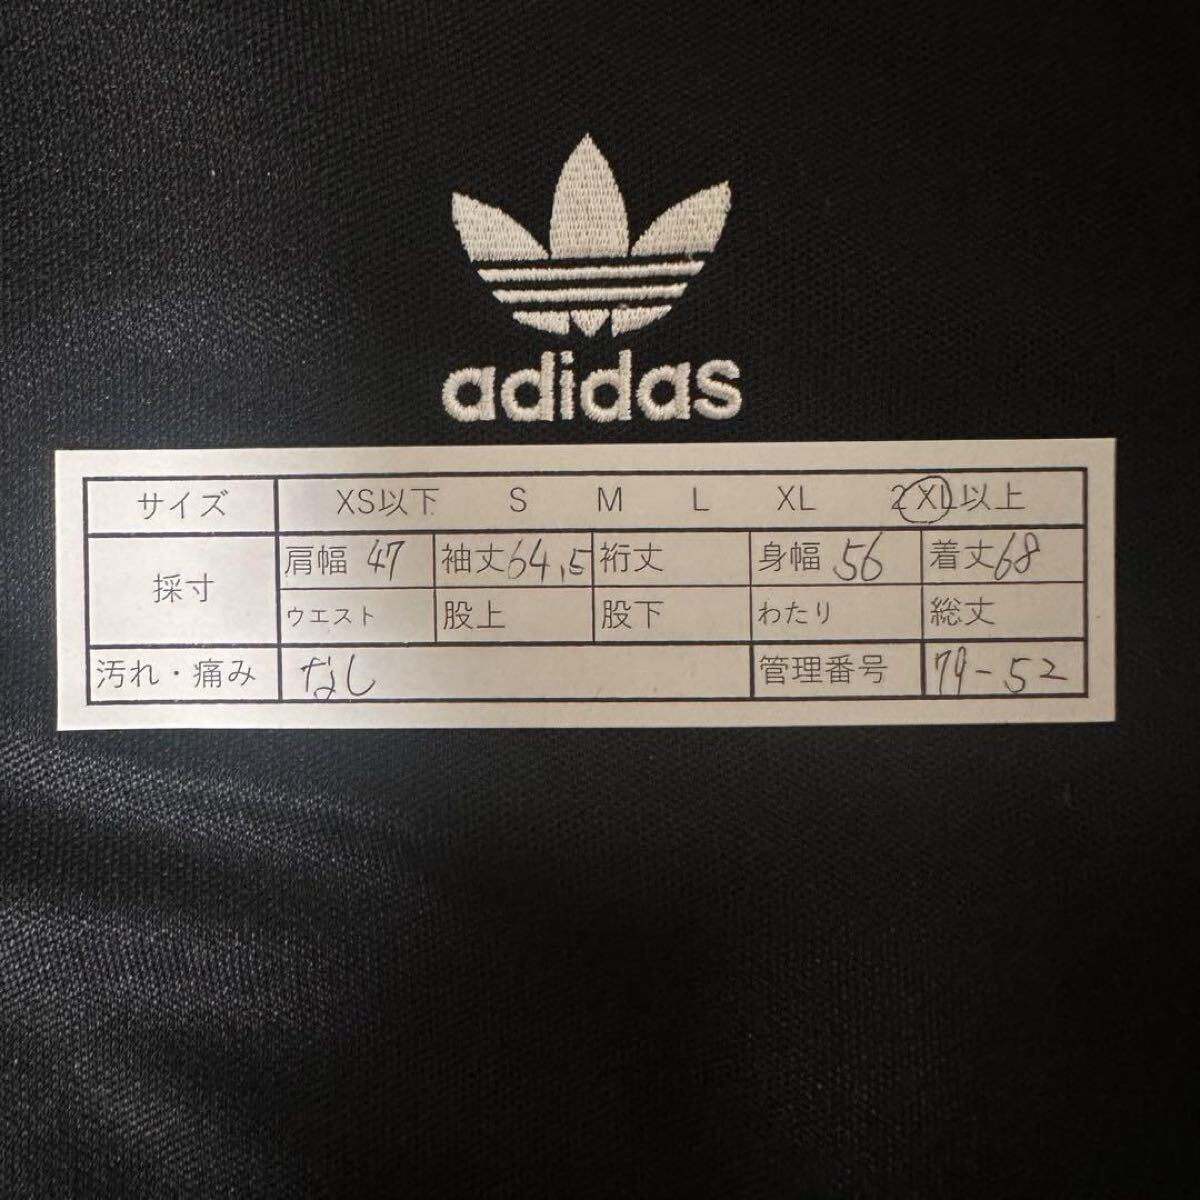 adidas
サイズ XS以下 S M L XL 2XL以上
採寸 肩幅 47 袖丈 64.5 裄丈 身幅 56 着丈 68
ウエスト 股上 股下 わたり 総丈
汚れ・痛み なし 管理番号 79-52